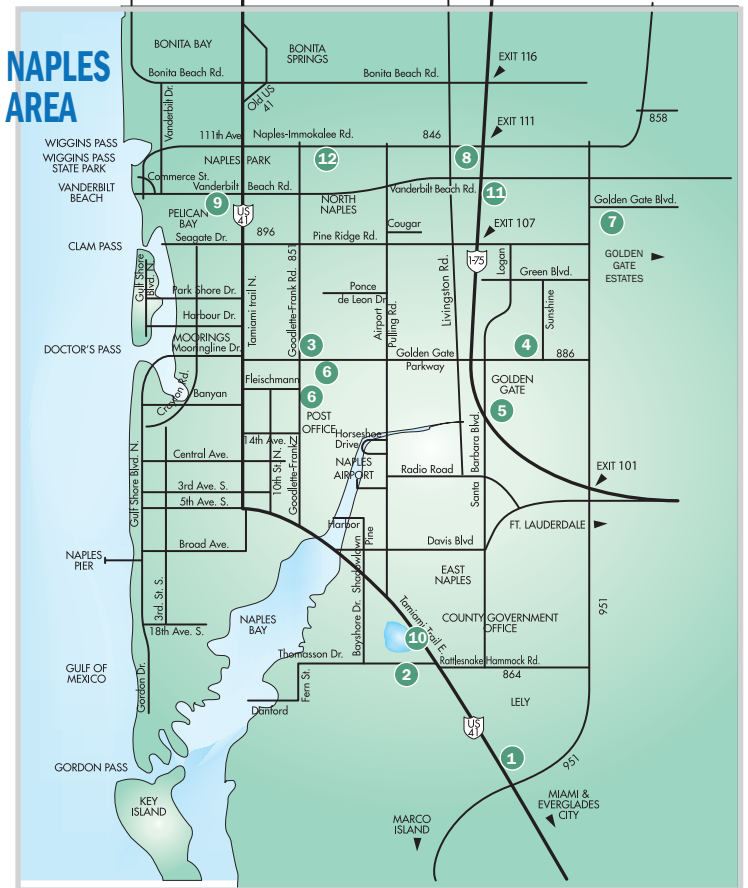 NAPLES
AREA
BONITA BAY
BONITA
SPRINGS
EXIT 116
Bonita Beach Rd.
Bonita Beach Rd.
Vanderbilt Dr.
Old US
41
858
EXIT 111
111th Ave.
Naples-Immokalee Rd.
846
WIGGINS PASS
WIGGINS PASS
STATE PARK
NAPLES PARK
12
8
Commerce St.
VANDERBILT
BEACH
Vanderbilt Beach Rd.
Vanderbilt Beach Rd.
11
9
NORTH
NAPLES
Golden Gate Blvd.
7
PELICAN
BAY
US
41
896
Cougar
EXIT 107
CLAM PASS
Seagate Dr.
Pine Ridge Rd.
851
I-75
Logan
GOLDEN
GATE
ESTATES
Gulf Shore
Blvd. N.
Green Blvd.
Park Shore Dr.
Ponce
de Leon Dr.
Tamiami trail N.
Goodlette-Frank Rd.
Airport
Pulling Rd.
Livingston Rd.
Sunshine
Harbour Dr.
MOORINGS
Mooringline Dr.
DOCTOR'S PASS
3
4
Golden Gate
Parkway
886
6
Fleischmann
GOLDEN
GATE
Crayton Rd.
Banyan
6
5
POST
OFFICE
14th Ave.
Horseshoe
Drive
Gulf Shore Blvd. N.
Central Ave.
10th St. N.
Goodlette-Frank
NAPLES
AIRPORT
Radio Road
Santa Barbara Blvd.
EXIT 101
3rd Ave. S.
5th Ave. S.
Harbor
FT. LAUDERDALE
Broad Ave.
Pine
Davis Blvd
NAPLES
PIER
EAST
NAPLES
3rd. St. S.
Shadowlawn
Bayshore Dr.
Tamiami Trail E.
951
NAPLES
BAY
COUNTY GOVERNMENT
OFFICE
18th Ave. S.
10
Thomasson Dr.
Rattlesnake Hammock Rd.
864
2
GULF OF
MEXICO
Gordon Dr.
Fern St.
Danford
LELY
US
41
1
951
GORDON PASS
KEY
ISLAND
MIAMI &
EVERGLADES
CITY
MARCO
ISLAND